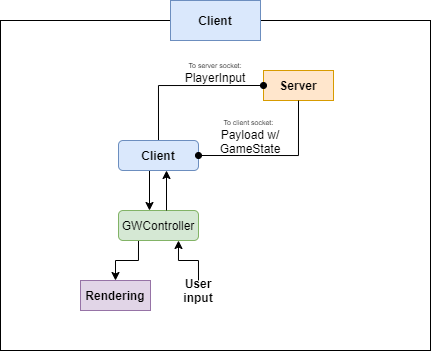 Client
To server socket:
PlayerInput
Server
To client socket:
Payload w/
GameState
Client
GWController
User
input
Rendering